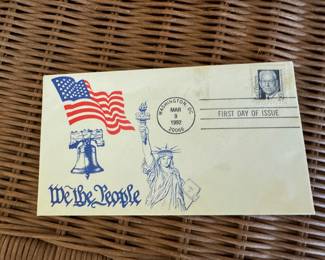 WASHINGTON, DC
MAR
9
1992
20066
FIRST DAY OF ISSUE
We the People